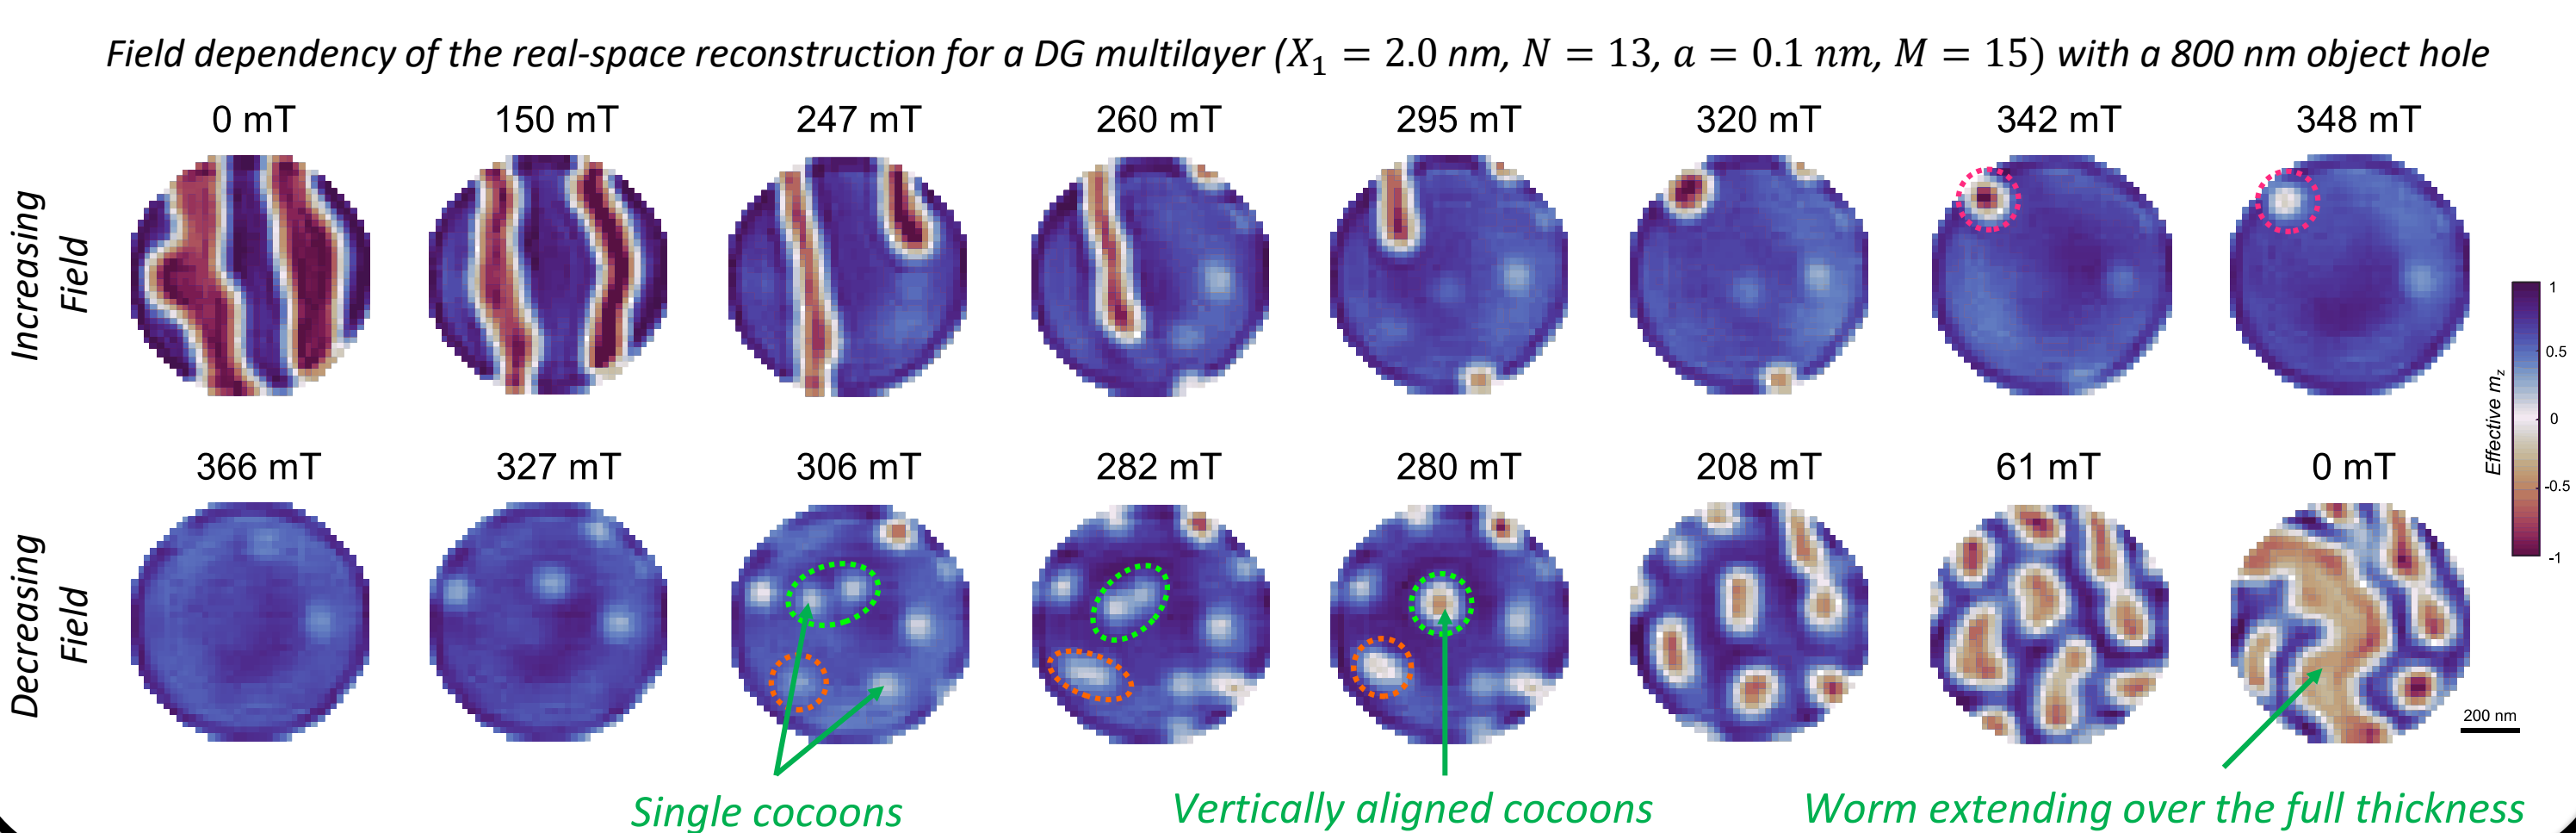 Field dependency of the real-space reconstruction for a DG multilayer (X₁ = 2.0 nm, N = 13, a = 0.1 nm, M = 15) with a 800 nm object hole
0 mT 150 mT 247 mT 260 mT 295 mT 320 mT 342 mT 348 mT
Increasing
Field
366 mT 327 mT 306 mT 282 mT 280 mT 208 mT 61 mT 0 mT
Decreasing
Field
Effective m_z
1
0.5
0
-0.5
-1
200 nm
Single cocoons
Vertically aligned cocoons
Worm extending over the full thickness